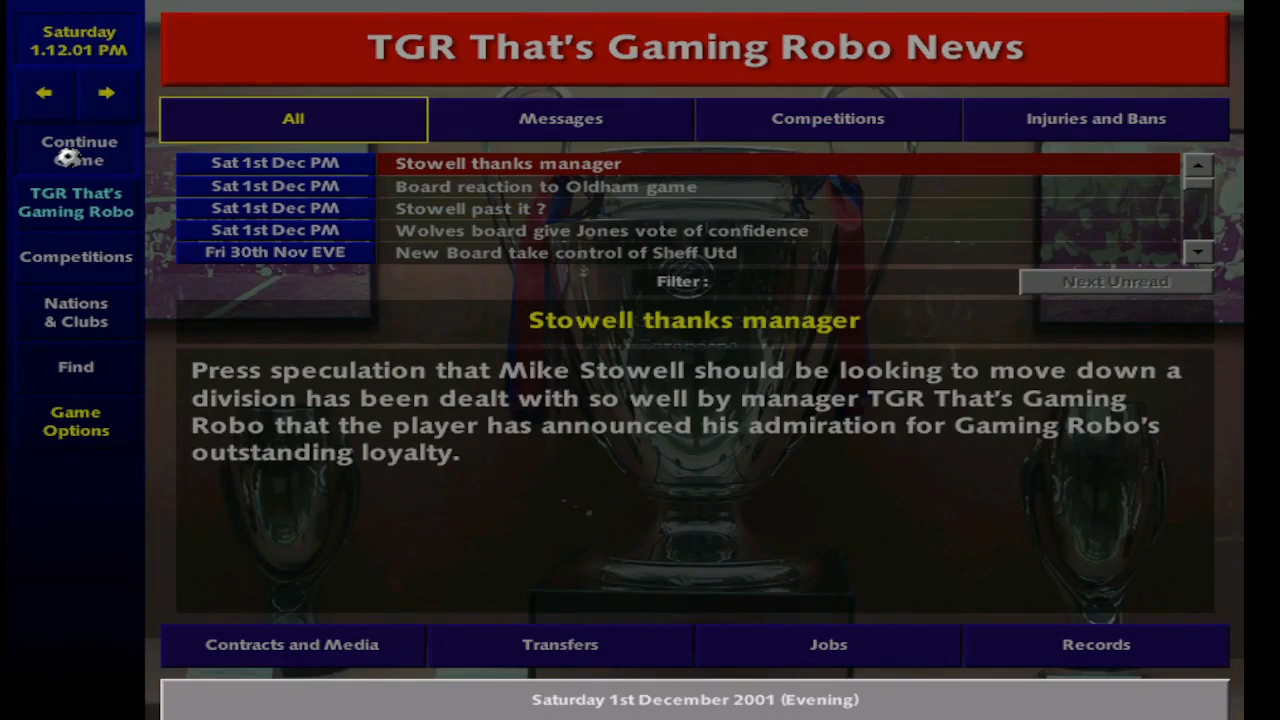 Saturday
1.12.01 PM
TGR That's Gaming Robo News
All
Messages
Competitions
Injuries and Bans
Continue
Sat 1st Dec PM Stowell thanks manager
Sat 1st Dec PM Board reaction to Oldham game
Sat 1st Dec PM Stowell past it ?
Sat 1st Dec PM Wolves board give Jones vote of confidence
Fri 30th Nov EVE New Board take control of Sheff Utd
TGR That's
Gaming Robo
Competitions
Nations
& Clubs
Find
Game
Options
Filter :
Next Unread
Stowell thanks manager
Press speculation that Mike Stowell should be looking to move down a
division has been dealt with so well by manager TGR That's Gaming
Robo that the player has announced his admiration for Gaming Robo's
outstanding loyalty.
Contracts and Media
Transfers
Jobs
Records
Saturday 1st December 2001 (Evening)